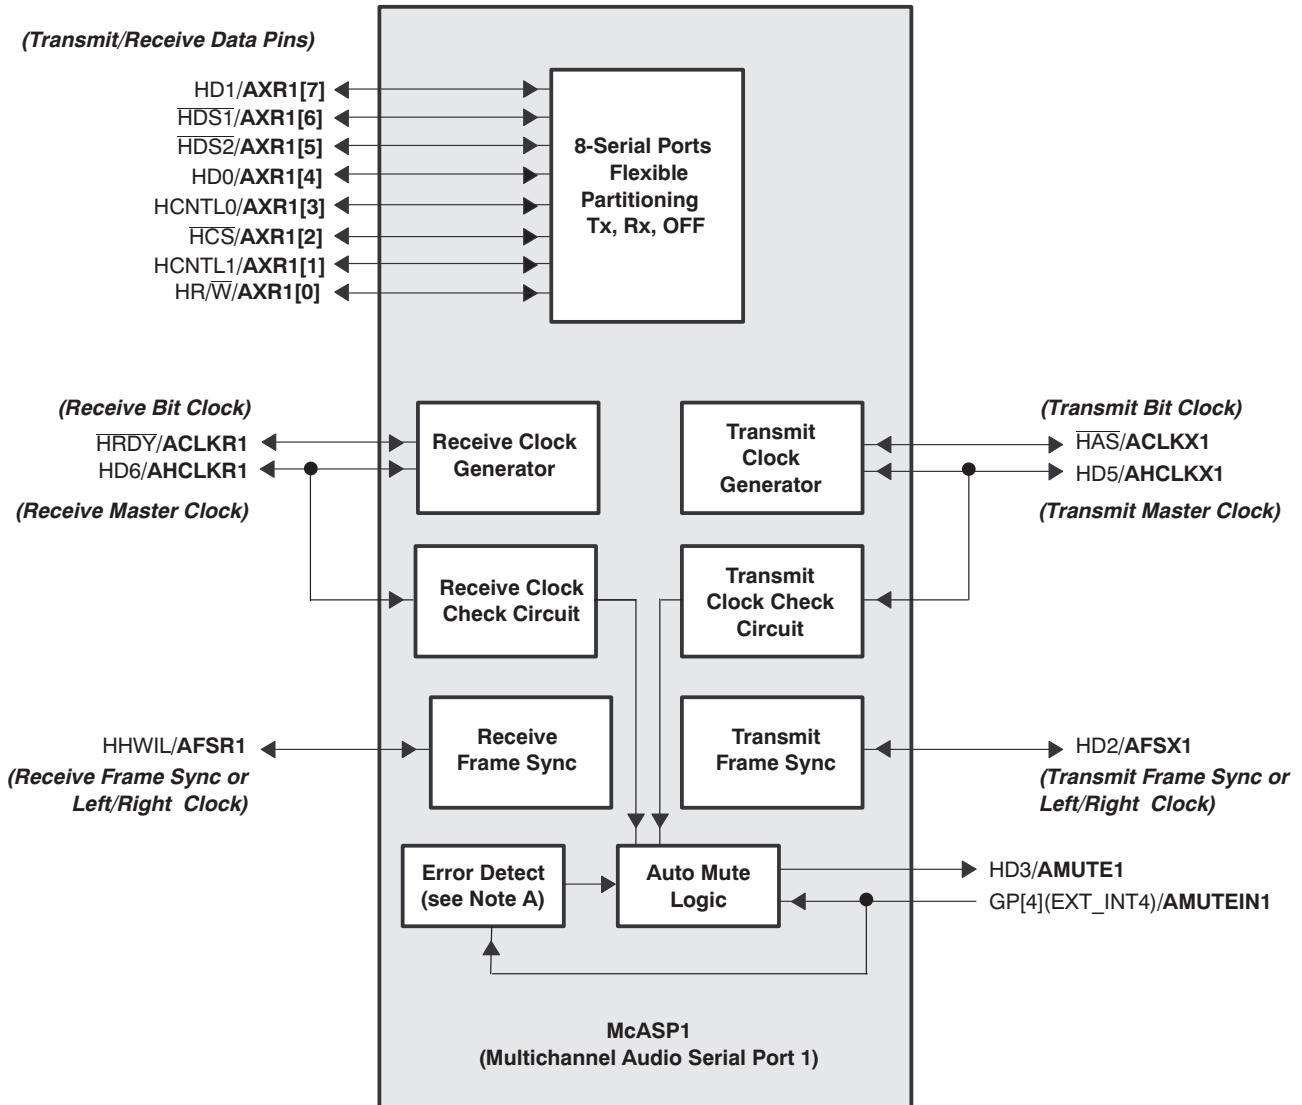 (Transmit/Receive Data Pins)
HD1/AXR1[7]
HDS1/AXR1[6]
HDS2/AXR1[5]
HD0/AXR1[4]
HCNTL0/AXR1[3]
HCS/AXR1[2]
HCNTL1/AXR1[1]
HR/W/AXR1[0]
8-Serial Ports
Flexible
Partitioning
Tx, Rx, OFF
(Receive Bit Clock)
HRDY/ACLKR1
HD6/AHCLKR1
(Receive Master Clock)
Receive Clock
Generator
Transmit
Clock
Generator
(Transmit Bit Clock)
HAS/ACLKX1
HD5/AHCLKX1
(Transmit Master Clock)
Receive Clock
Check Circuit
Transmit
Clock Check
Circuit
HHWIL/AFSR1
(Receive Frame Sync or
Left/Right Clock)
Receive
Frame Sync
Transmit
Frame Sync
HD2/AFSX1
(Transmit Frame Sync or
Left/Right Clock)
Error Detect
(see Note A)
Auto Mute
Logic
HD3/AMUTE1
GP[4](EXT_INT4)/AMUTEIN1
McASP1
(Multichannel Audio Serial Port 1)